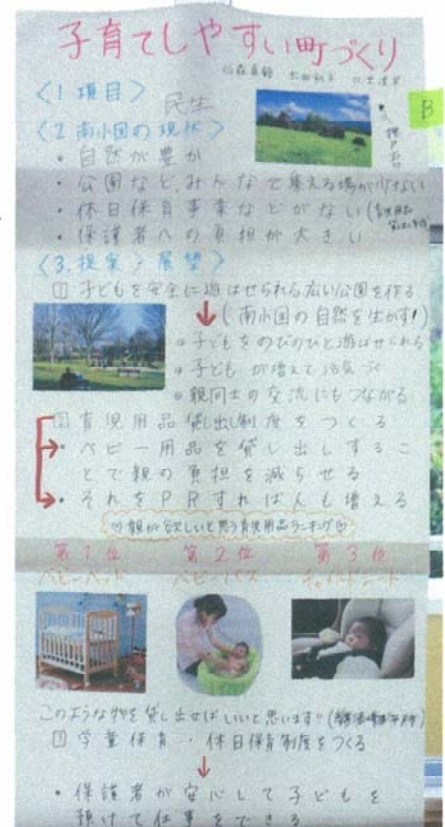 子育てしやすい町づくり
B
〈1 項目〉
民生
〈2 南小国の現状〉
・自然が豊か
・公園など、みんなで集える場が少ない
・休日保育事業などがない(
・保護者への負担が大きい
〈3.提案・展望〉
① 子どもを安全に遊ばせられる広い公園を作る
↓(南小国の自然を生かす!)
・子どもをのびのびと遊ばせられる
・子どもが増えて活気づく
・親同士の交流にもつながる
② 育児用品貸し出し制度をつくる
・ベビー用品を貸し出しするこ
とで親の負担を減らせる
・それをPRすれば人も増える
♡親が欲しいと思う育児用品ランキング♡
第1位 第2位 第3位
ベビーベッド ベビーバス チャイルドシート
このような物を貸し出せばいいと思います!!
③ 学童保育・休日保育制度をつくる
↓
・保護者が安心して子どもを
預けて仕事をできる